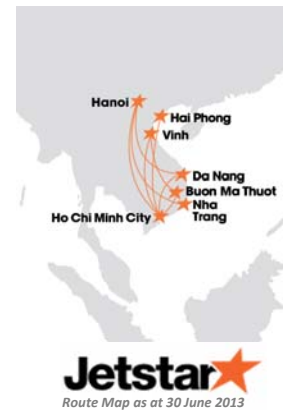 Hanoi
Hai Phong
Vinh
Da Nang
Buon Ma Thuot
Nha
Trang
Ho Chi Minh City
Jetstar
Route Map as at 30 June 2013